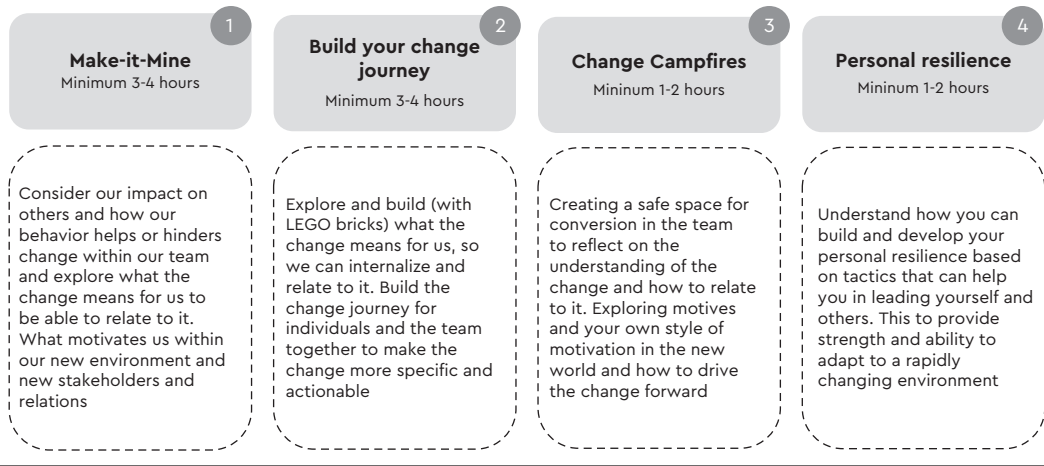 1
Make-it-Mine
Minimum 3-4 hours
Consider our impact on
others and how our
behavior helps or hinders
change within our team
and explore what the
change means for us to
be able to relate to it.
What motivates us within
our new environment and
new stakeholders and
relations
2
Build your change
journey
Minimum 3-4 hours
Explore and build (with
LEGO bricks) what the
change means for us, so
we can internalize and
relate to it. Build the
change journey for
individuals and the team
together to make the
change more specific and
actionable
3
Change Campfires
Mininum 1-2 hours
Creating a safe space for
conversion in the team
to reflect on the
understanding of the
change and how to relate
to it. Exploring motives
and your own style of
motivation in the new
world and how to drive
the change forward
4
Personal resilience
Mininum 1-2 hours
Understand how you can
build and develop your
personal resilience based
on tactics that can help
you in leading yourself and
others. This to provide
strength and ability to
adapt to a rapidly
changing environment